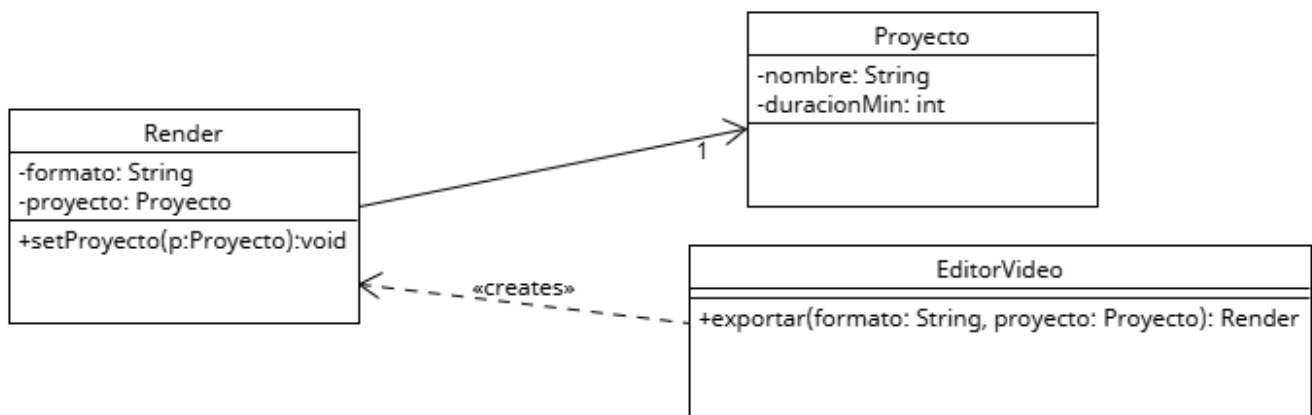 Proyecto
-nombre: String
-duracionMin: int
Render
-formato: String
-proyecto: Proyecto
+setProyecto(p:Proyecto):void
1
«creates»
EditorVideo
+exportar(formato: String, proyecto: Proyecto): Render